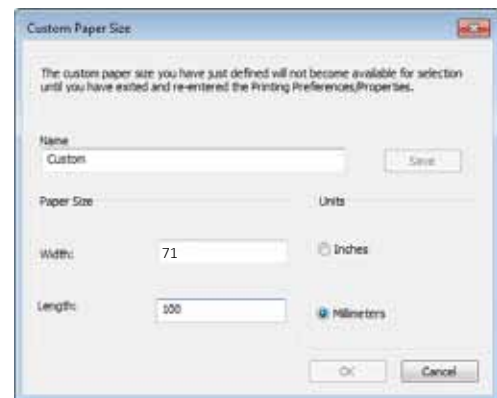 Custom Paper Size
The custom paper size you have just defined will not become available for selection
until you have exited and re-entered the Printing Preferences/Properties.
Name
Custom
Save
Paper Size
Units
Width:
71
Inches
Length:
100
Millimeters
OK
Cancel